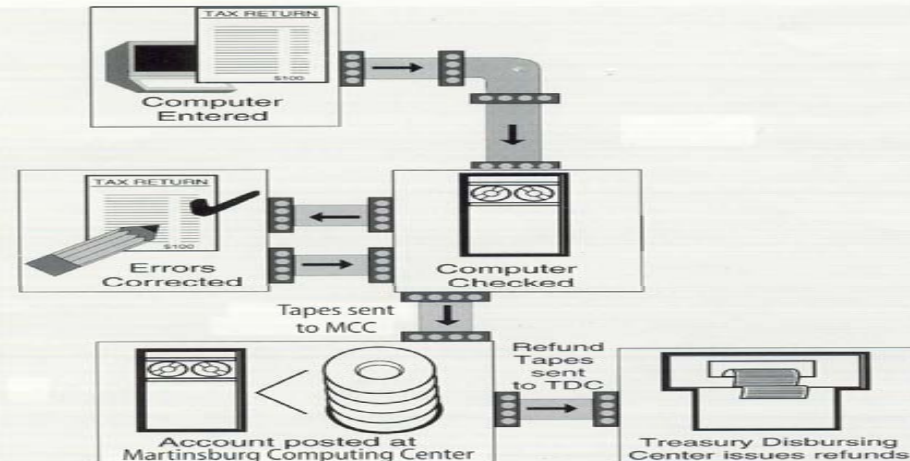 TAX RETURN
$100
Computer
Entered
TAX RETURN
$100
Errors
Corrected
Computer
Checked
Tapes sent
to MCC
Refund
Tapes
sent
to TDC
Account posted at
Martinsburg Computing Center
Treasury Disbursing
Center issues refunds